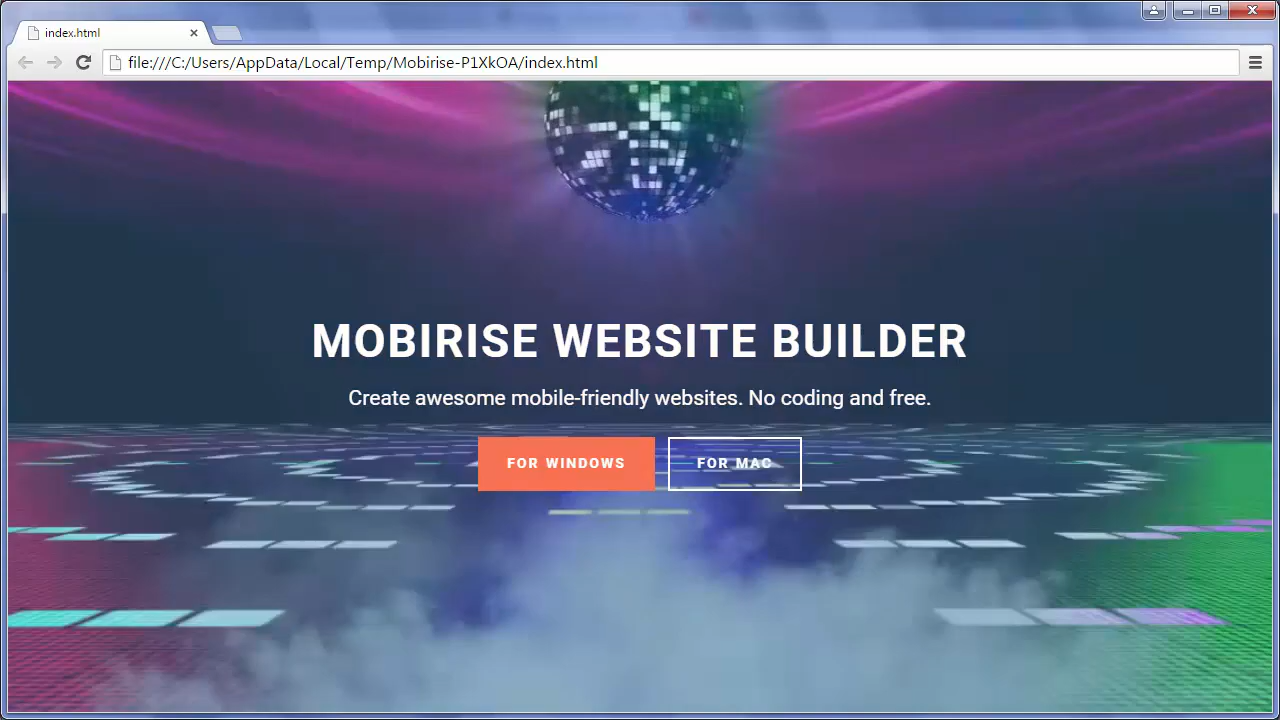 index.html
file:///C:/Users/AppData/Local/Temp/Mobirise-P1XkOA/index.html
MOBIRISE WEBSITE BUILDER
Create awesome mobile-friendly websites. No coding and free.
FOR WINDOWS
FOR MAC